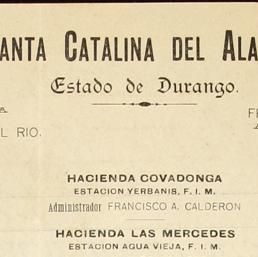 ANTA CATALINA DEL ALA
Estado de Durango.
L RIO.
HACIENDA COVADONGA
ESTACION YERBANIS, F. I. M.
Administrador FRANCISCO A. CALDERON
HACIENDA LAS MERCEDES
ESTACION AGUA VIEJA, F. I. M.